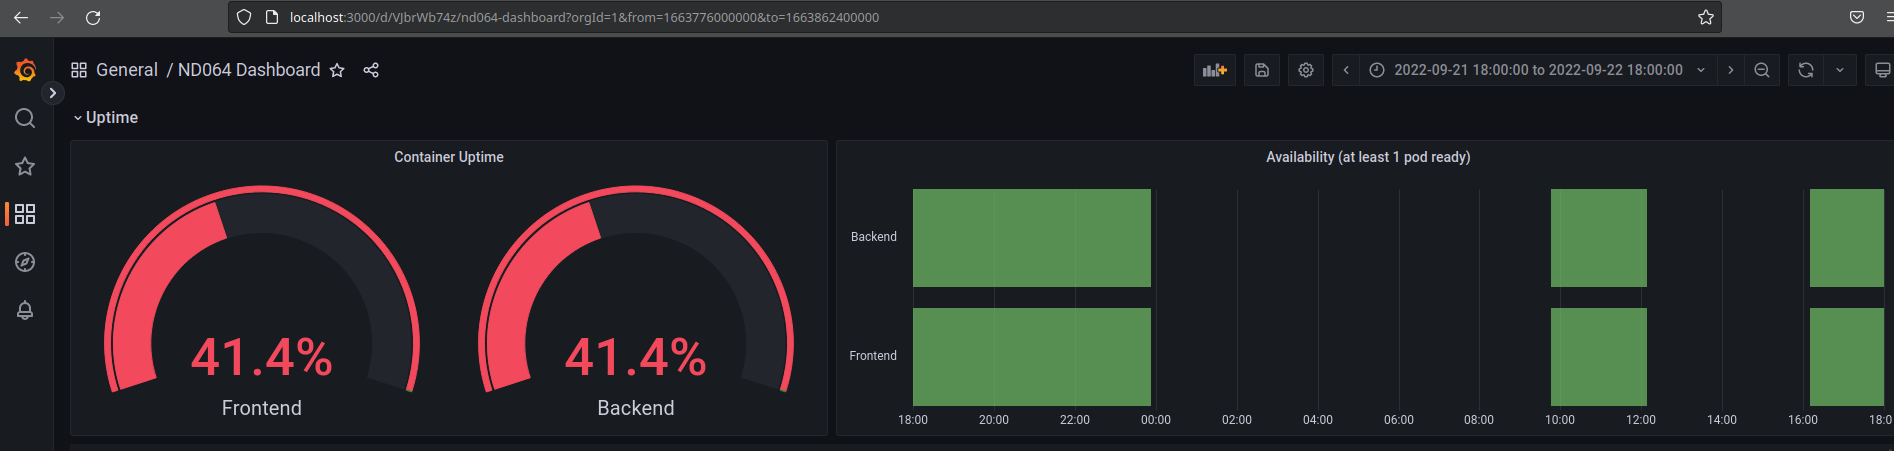 localhost:3000/d/VJbrWb74z/nd064-dashboard?orgId=1&from=1663776000000&to=1663862400000
General / ND064 Dashboard
2022-09-21 18:00:00 to 2022-09-22 18:00:00
Uptime
Container Uptime
41.4%
Frontend
41.4%
Backend
Availability (at least 1 pod ready)
Backend
Frontend
18:00 20:00 22:00 00:00 02:00 04:00 06:00 08:00 10:00 12:00 14:00 16:00 18:0